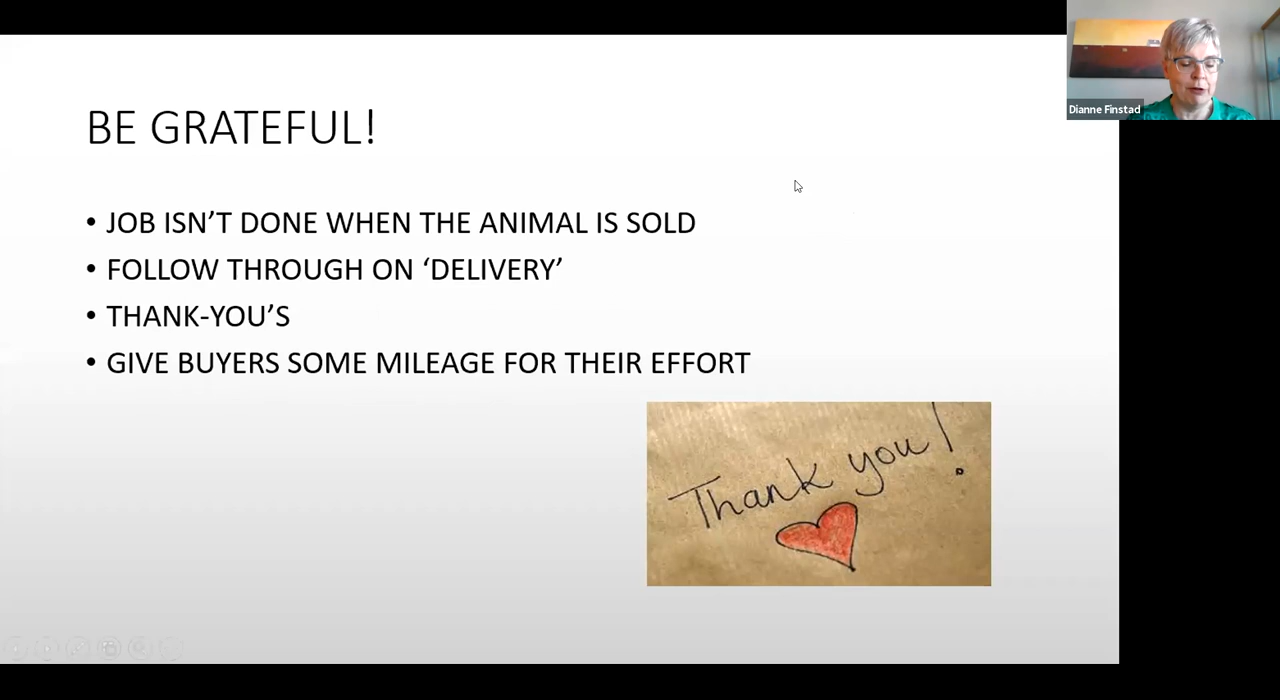 Dianne Finstad
BE GRATEFUL!
• JOB ISN’T DONE WHEN THE ANIMAL IS SOLD
• FOLLOW THROUGH ON ‘DELIVERY’
• THANK-YOU’S
• GIVE BUYERS SOME MILEAGE FOR THEIR EFFORT
Thank you!